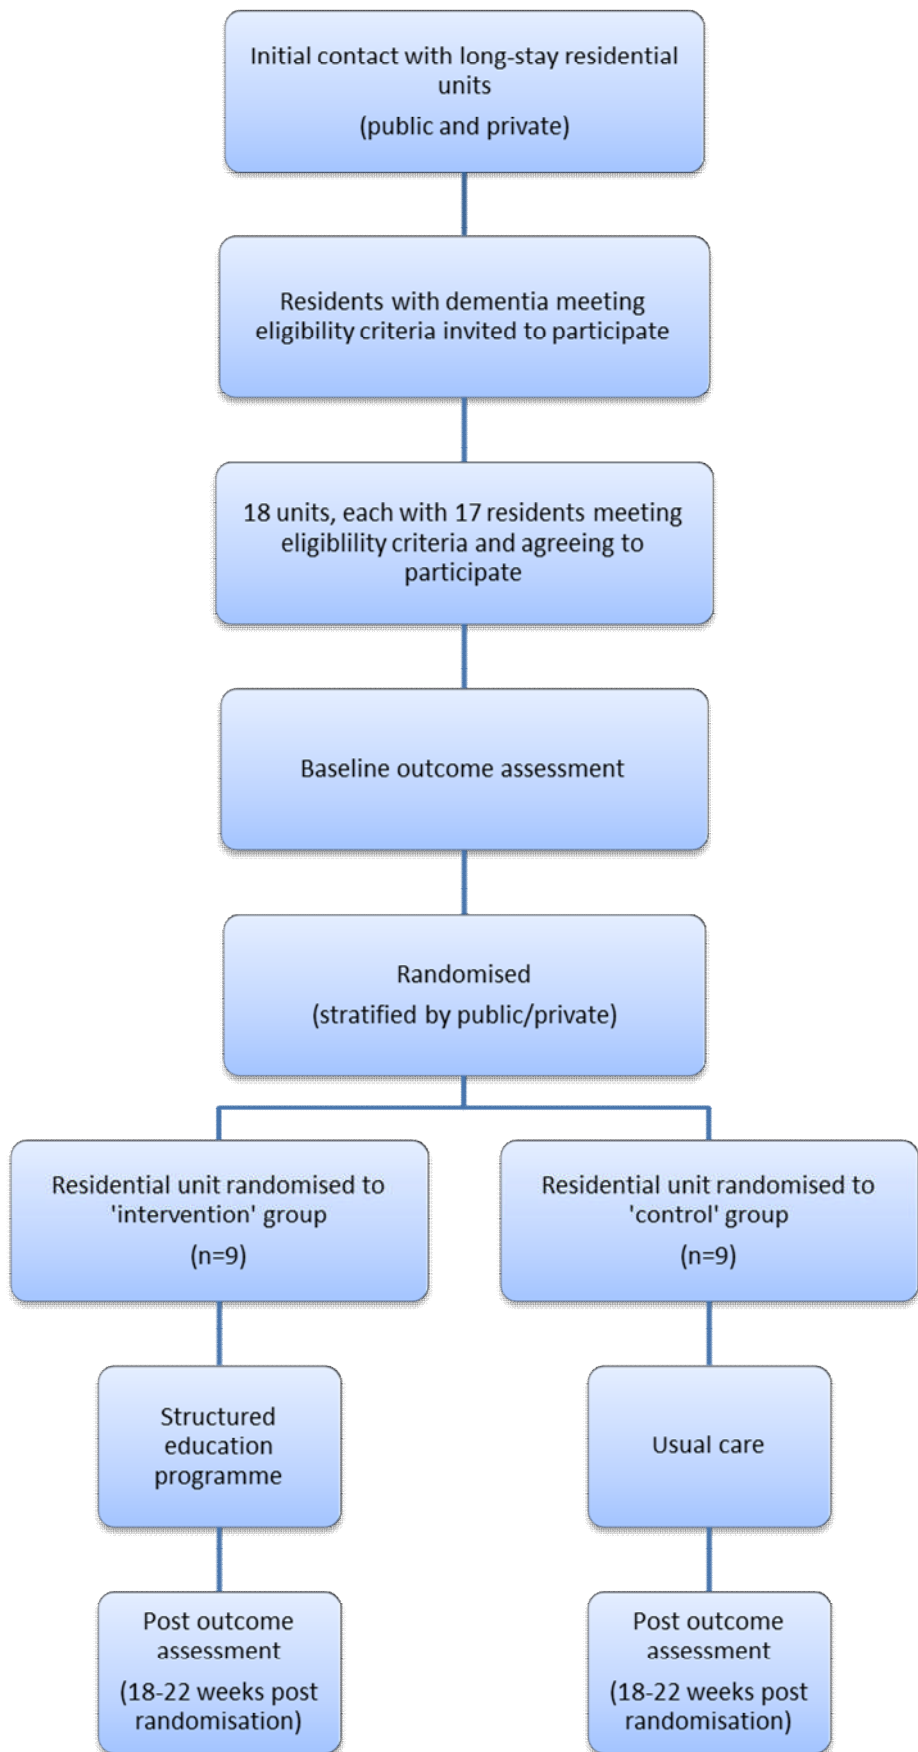 Initial contact with long-stay residential
units
(public and private)
Residents with dementia meeting
eligibility criteria invited to participate
18 units, each with 17 residents meeting
eligiblility criteria and agreeing to
participate
Baseline outcome assessment
Randomised
(stratified by public/private)
Residential unit randomised to
'intervention' group
(n=9)
Residential unit randomised to
'control' group
(n=9)
Structured
education
programme
Usual care
Post outcome
assessment
(18-22 weeks post
randomisation)
Post outcome
assessment
(18-22 weeks post
randomisation)